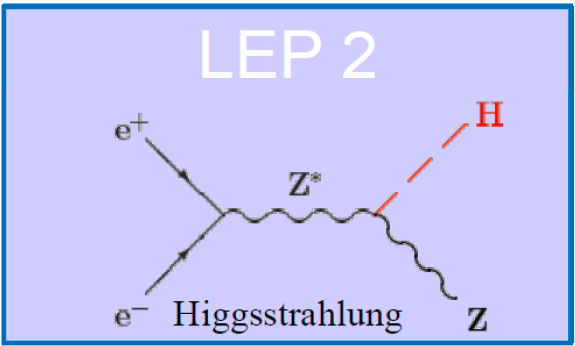 LEP 2
e⁺
H
Z*
e⁻
Higgsstrahlung
Z